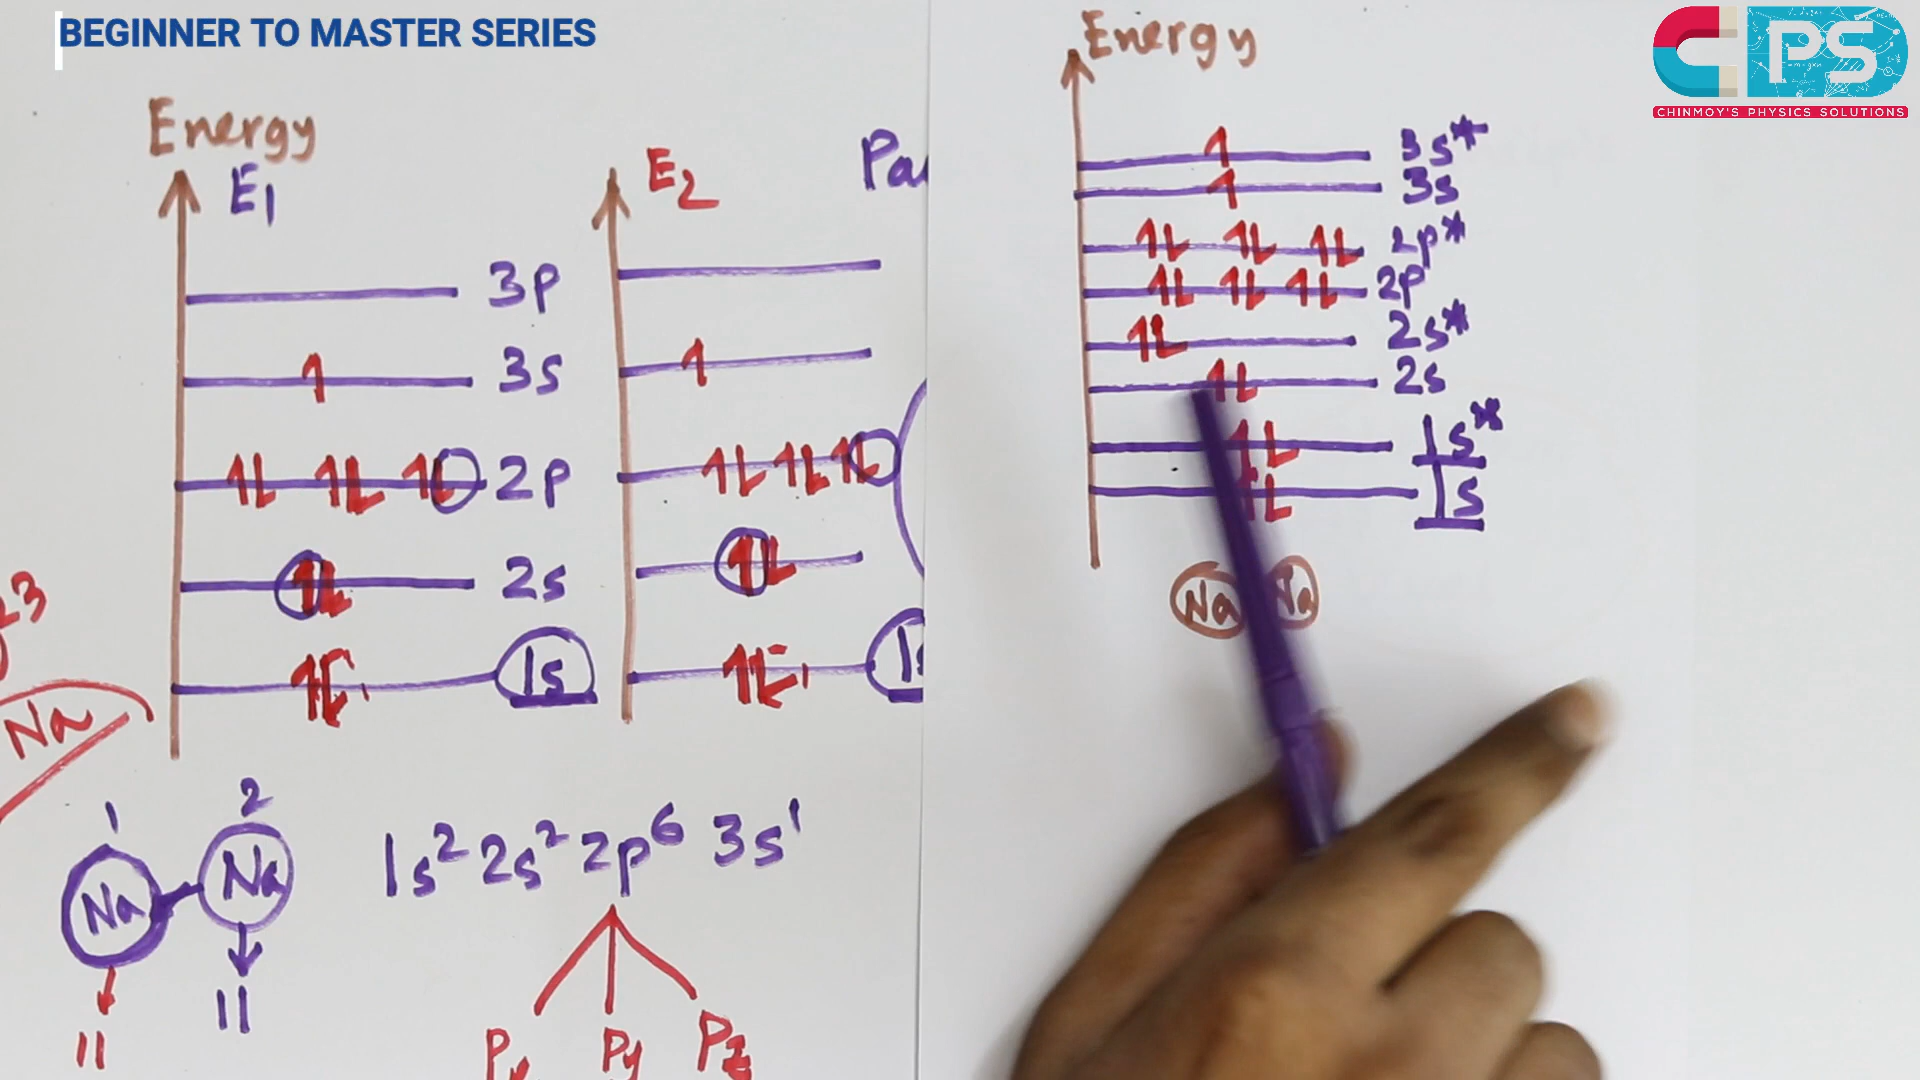 BEGINNER TO MASTER SERIES
CPS
CHINMOY'S PHYSICS SOLUTIONS
Energy
E1
3p
3s
2p
2s
1s
E2
Na
1
2
Na
Na
11
11
1s² 2s² 2p⁶ 3s¹
Py
Pz
Energy
3s*
3s
2p*
2p
2s*
2s
1s*
1s
Na
Na